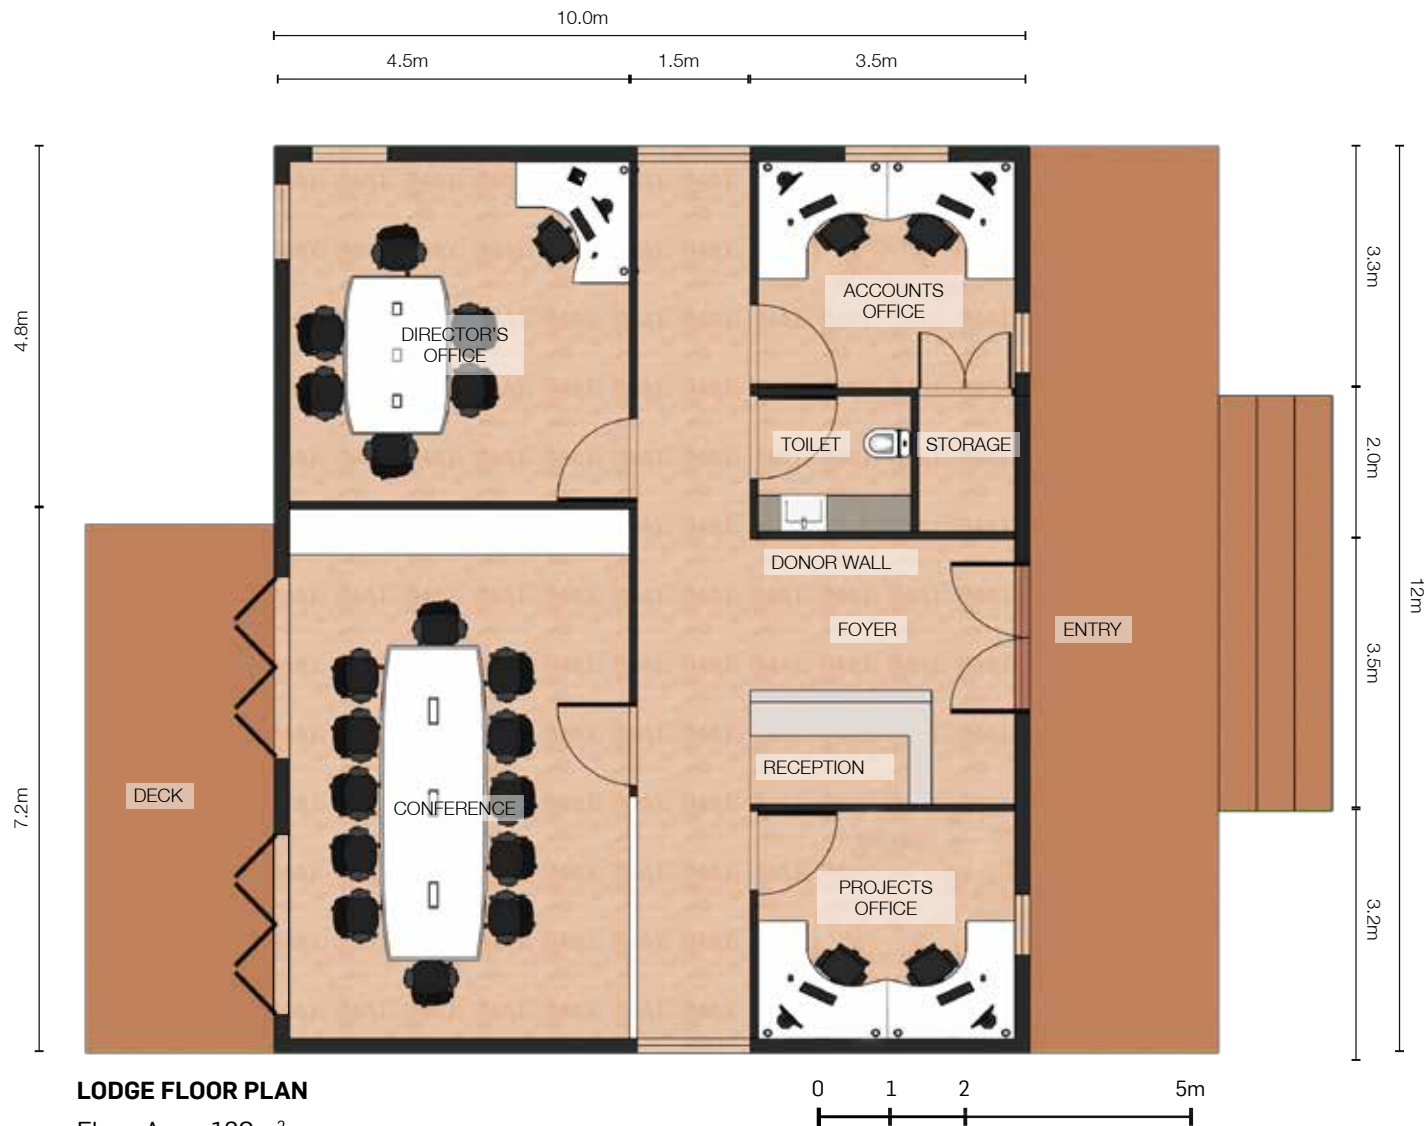 10.0m
4.5m
1.5m
3.5m
4.8m
7.2m
3.3m
2.0m
3.5m
3.2m
12m
DIRECTOR'S
OFFICE
ACCOUNTS
OFFICE
TOILET
STORAGE
DONOR WALL
FOYER
ENTRY
RECEPTION
DECK
CONFERENCE
PROJECTS
OFFICE
LODGE FLOOR PLAN
0 1 2 5m